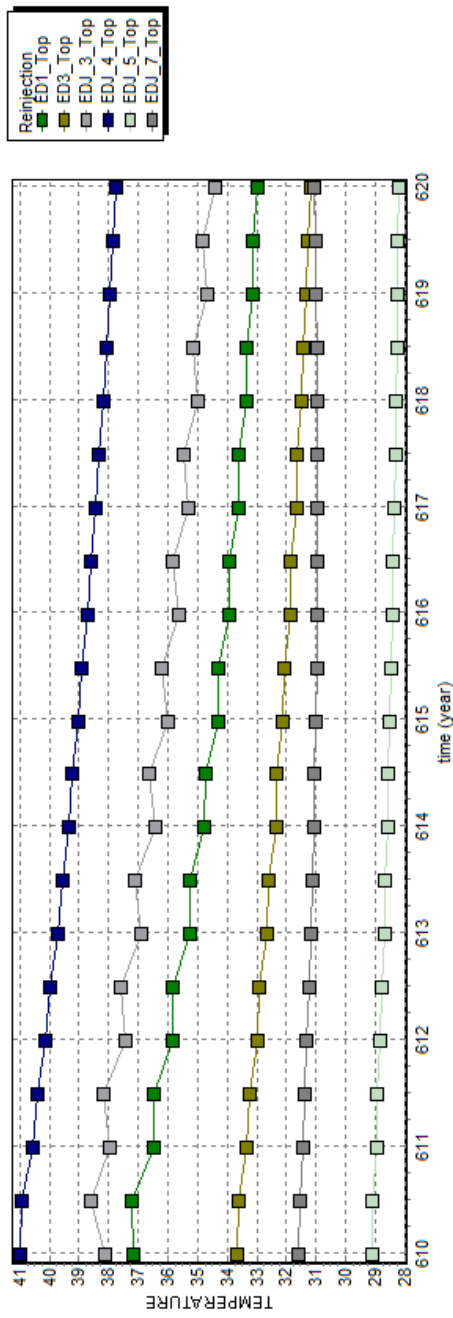 Reinjection
ED1_Top
ED3_Top
EDJ_3_Top
EDJ_4_Top
EDJ_5_Top
EDJ_7_Top
TEMPERATURE
41
40
39
38
37
36
35
34
33
32
31
30
29
28
610
611
612
613
614
615
616
617
618
619
620
time (year)